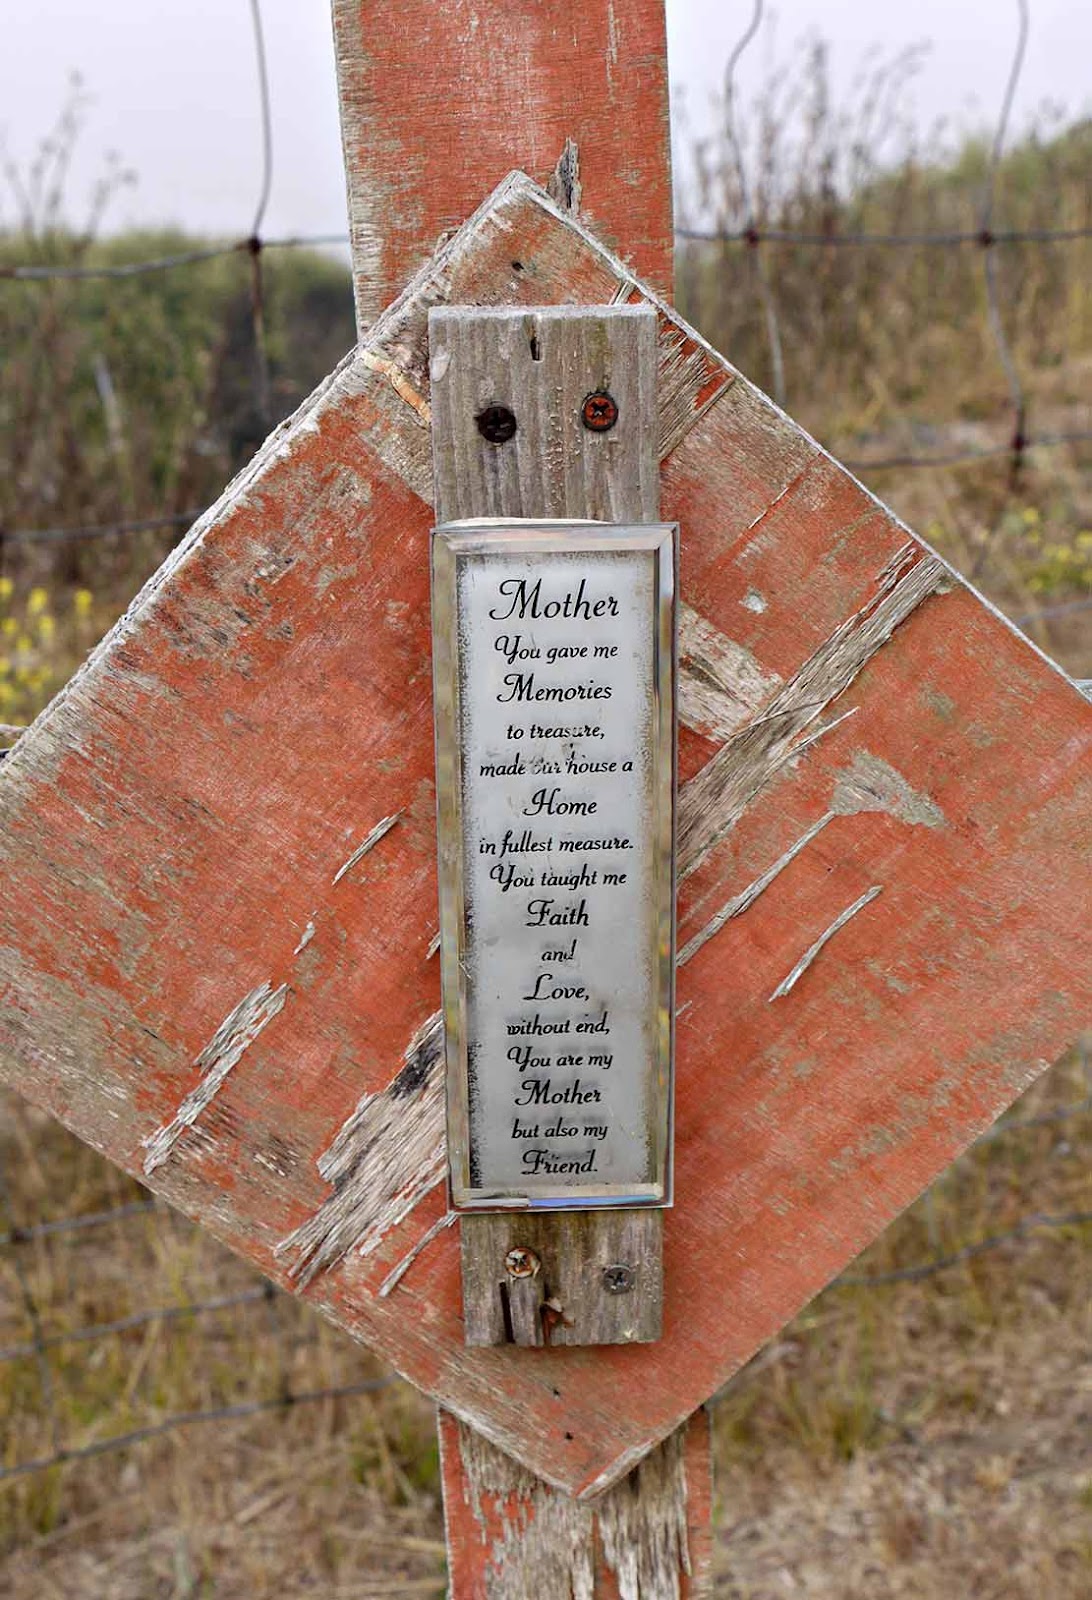 Mother
You gave me
Memories
to treasure,
made our house a
Home
in fullest measure.
You taught me
Faith
and
Love,
without end,
You are my
Mother
but also my
Friend.